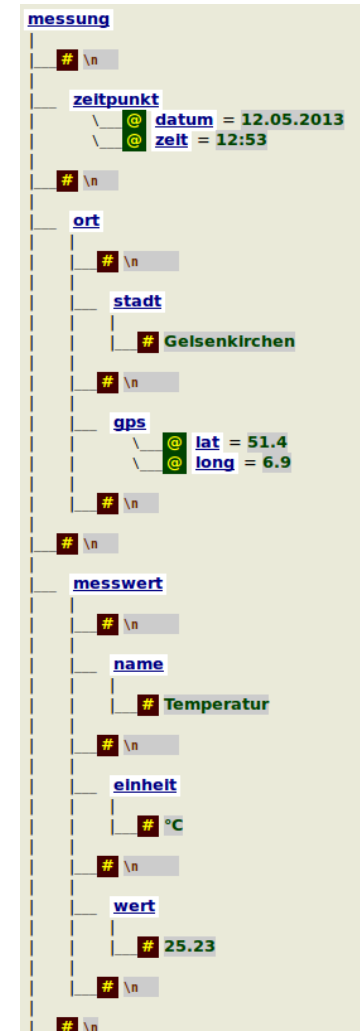 messung
# \n
zeitpunkt
@ datum = 12.05.2013
@ zeit = 12:53
# \n
ort
# \n
stadt
# Gelsenkirchen
# \n
gps
@ lat = 51.4
@ long = 6.9
# \n
# \n
messwert
# \n
name
# Temperatur
# \n
einheit
# °C
# \n
wert
# 25.23
# \n
# \n